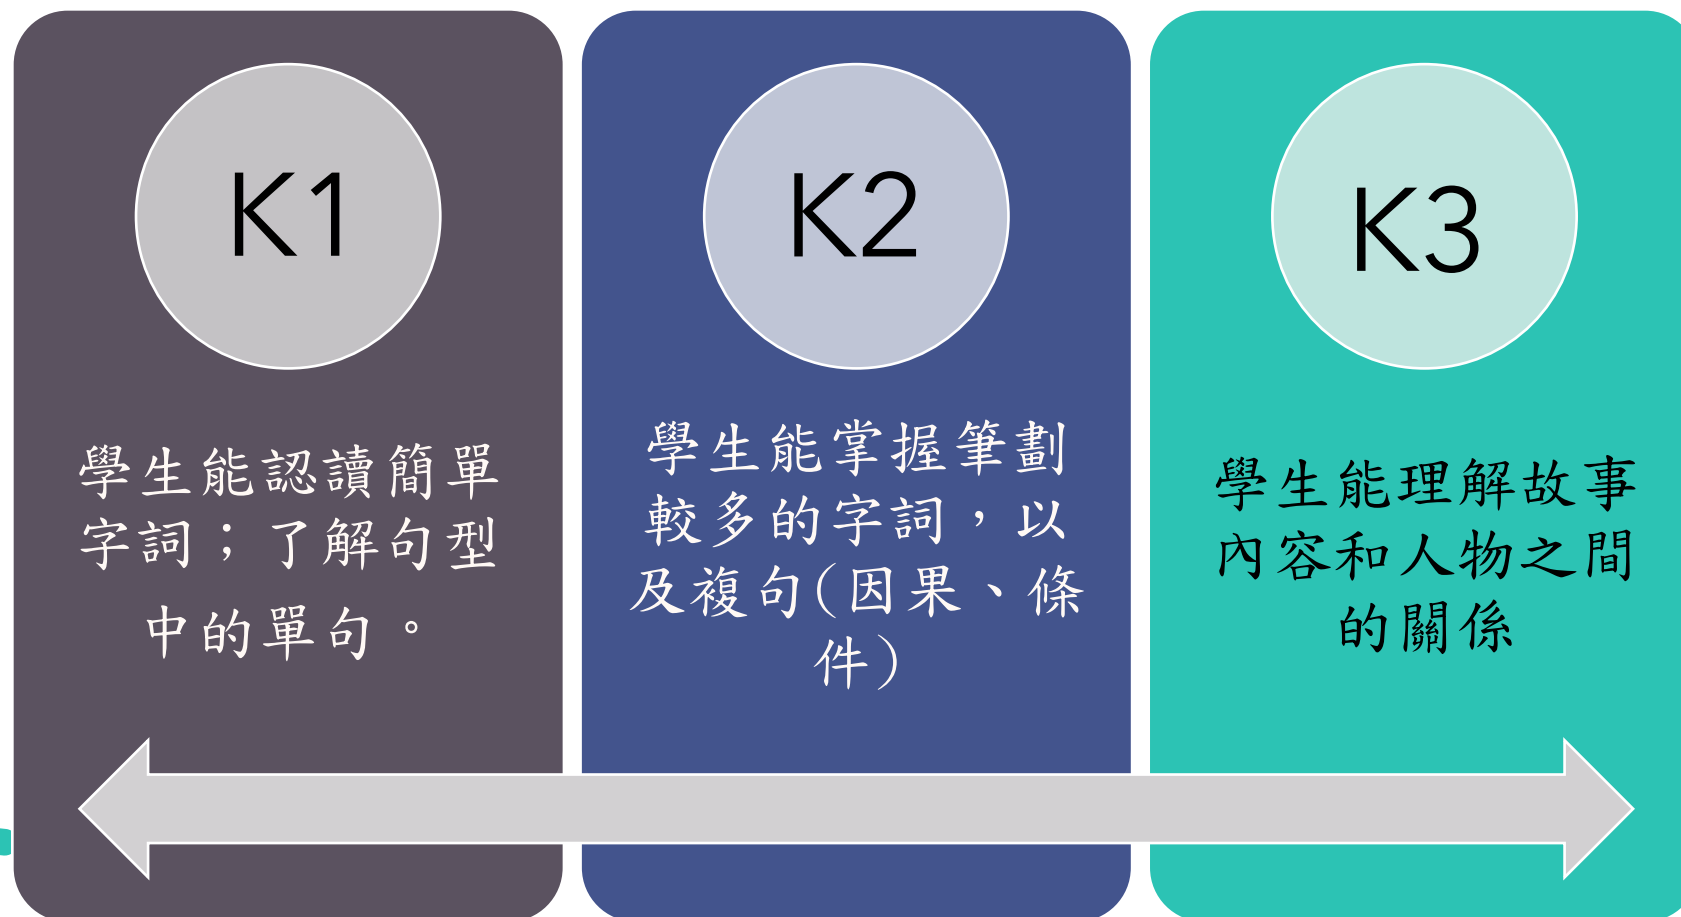 K1
學生能認讀簡單
字詞；了解句型
中的單句。
K2
學生能掌握筆劃
較多的字詞，以
及複句(因果、條
件)
K3
學生能理解故事
內容和人物之間
的關係